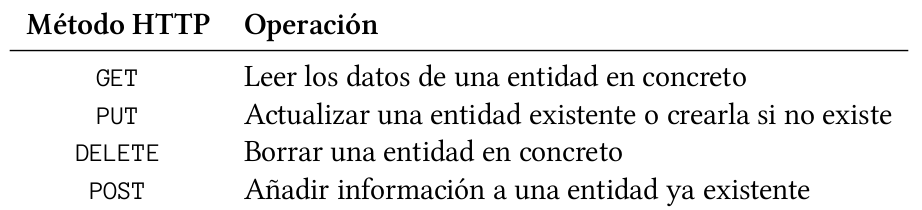 Método HTTP Operación
GET Leer los datos de una entidad en concreto
PUT Actualizar una entidad existente o crearla si no existe
DELETE Borrar una entidad en concreto
POST Añadir información a una entidad ya existente